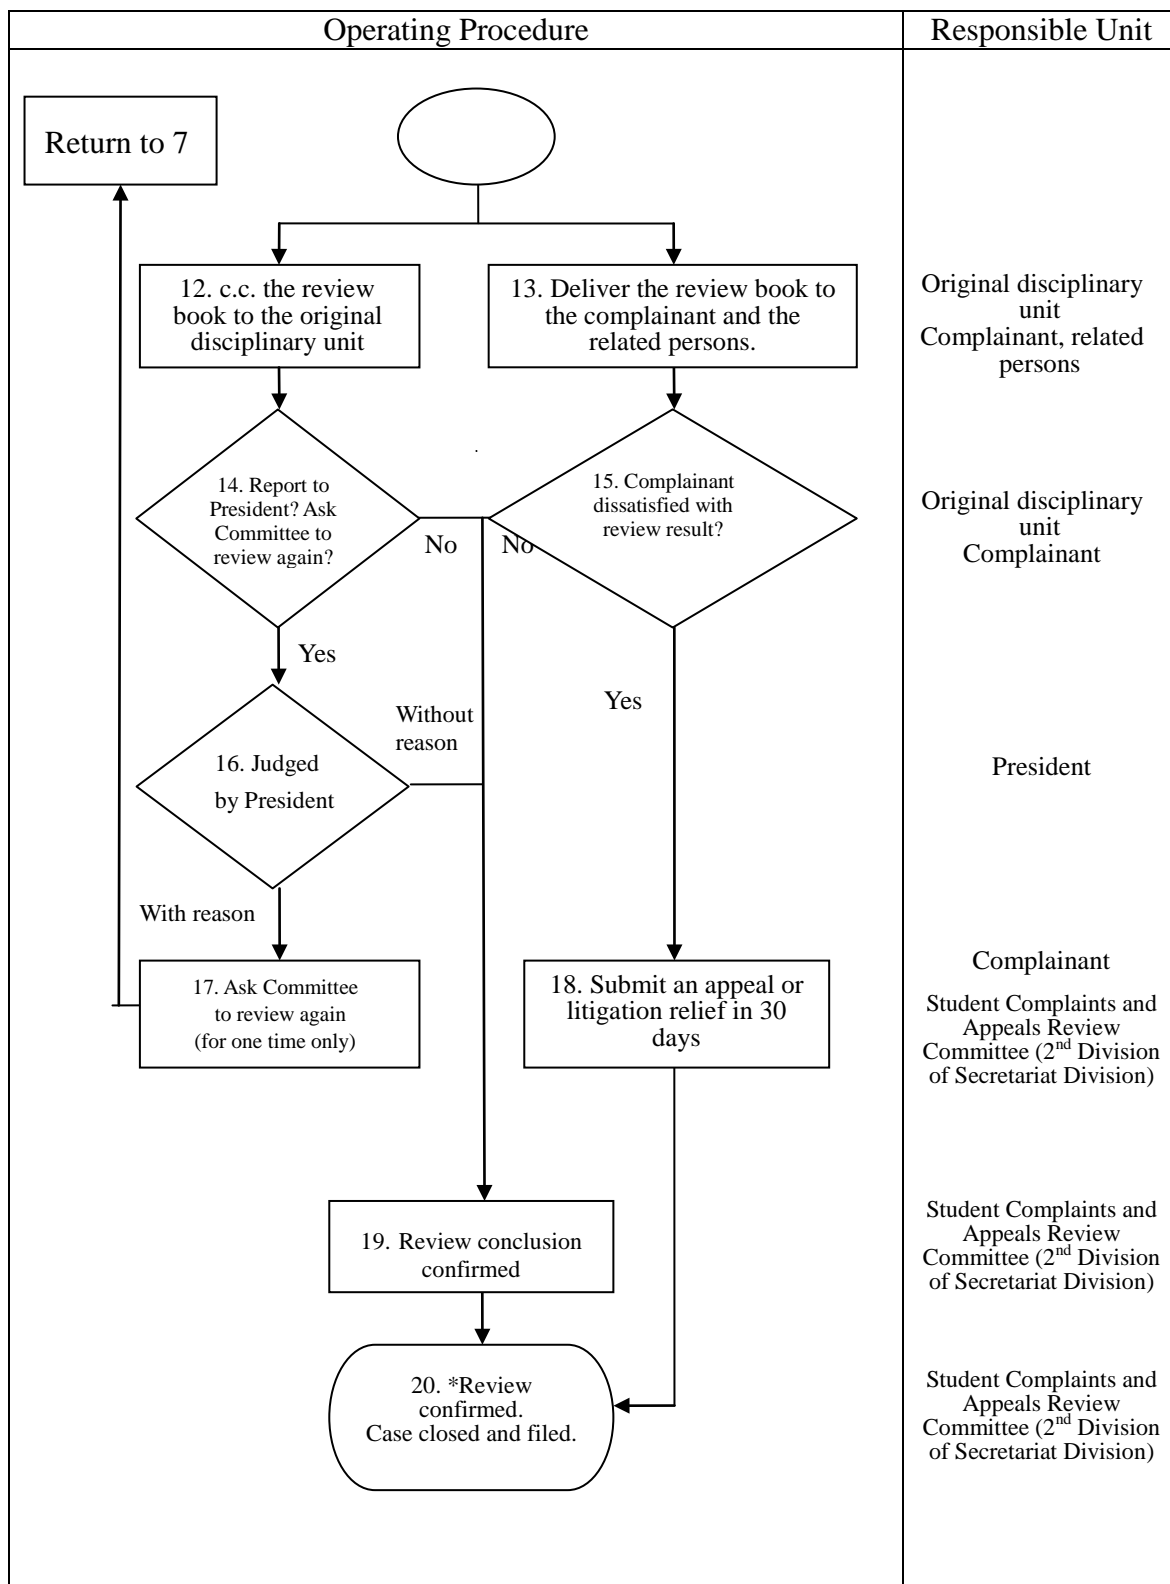 Operating Procedure
Responsible Unit
Return to 7
12. c.c. the review
book to the original
disciplinary unit
13. Deliver the review book to
the complainant and the
related persons.
Original disciplinary
unit
Complainant, related
persons
14. Report to
President? Ask
Committee to
review again?
No
No
15. Complainant
dissatisfied with
review result?
Original disciplinary
unit
Complainant
Yes
Yes
Without
reason
16. Judged
by President
President
With reason
17. Ask Committee
to review again
(for one time only)
18. Submit an appeal or
litigation relief in 30
days
Complainant
Student Complaints and
Appeals Review
Committee (2nd Division
of Secretariat Division)
19. Review conclusion
confirmed
Student Complaints and
Appeals Review
Committee (2nd Division
of Secretariat Division)
20. *Review
confirmed.
Case closed and filed.
Student Complaints and
Appeals Review
Committee (2nd Division
of Secretariat Division)